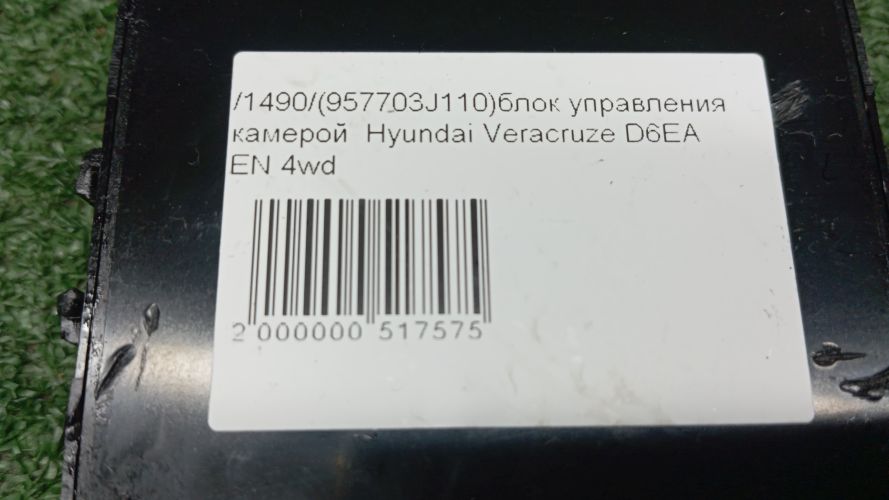 /1490/(957703J110)блок управления
камерой Hyundai Veracruze D6EA
EN 4wd
2 000000 517575